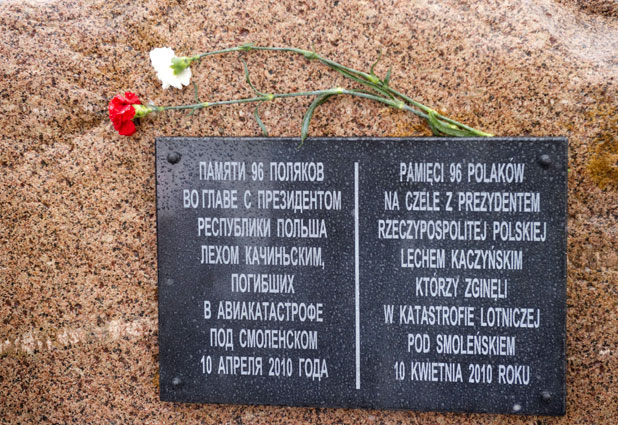 ПАМЯТИ 96 ПОЛЯКОВ
ВО ГЛАВЕ С ПРЕЗИДЕНТОМ
РЕСПУБЛИКИ ПОЛЬША
ЛЕХОМ КАЧИНЬСКИМ,
ПОГИБШИХ
В АВИАКАТАСТРОФЕ
ПОД СМОЛЕНСКОМ
10 АПРЕЛЯ 2010 ГОДА
PAMIĘCI 96 POLAKÓW
NA CZELE Z PREZYDENTEM
RZECZYPOSPOLITEJ POLSKIEJ
LECHEM KACZYŃSKIM
KTÓRZY ZGINĘLI
W KATASTROFIE LOTNICZEJ
POD SMOLEŃSKIEM
10 KWIETNIA 2010 ROKU